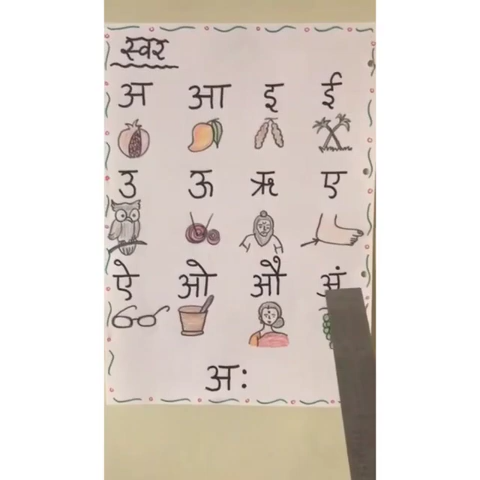 स्वर
अ आ इ ई
उ ऊ ऋ ए
ऐ ओ औ अं
अः